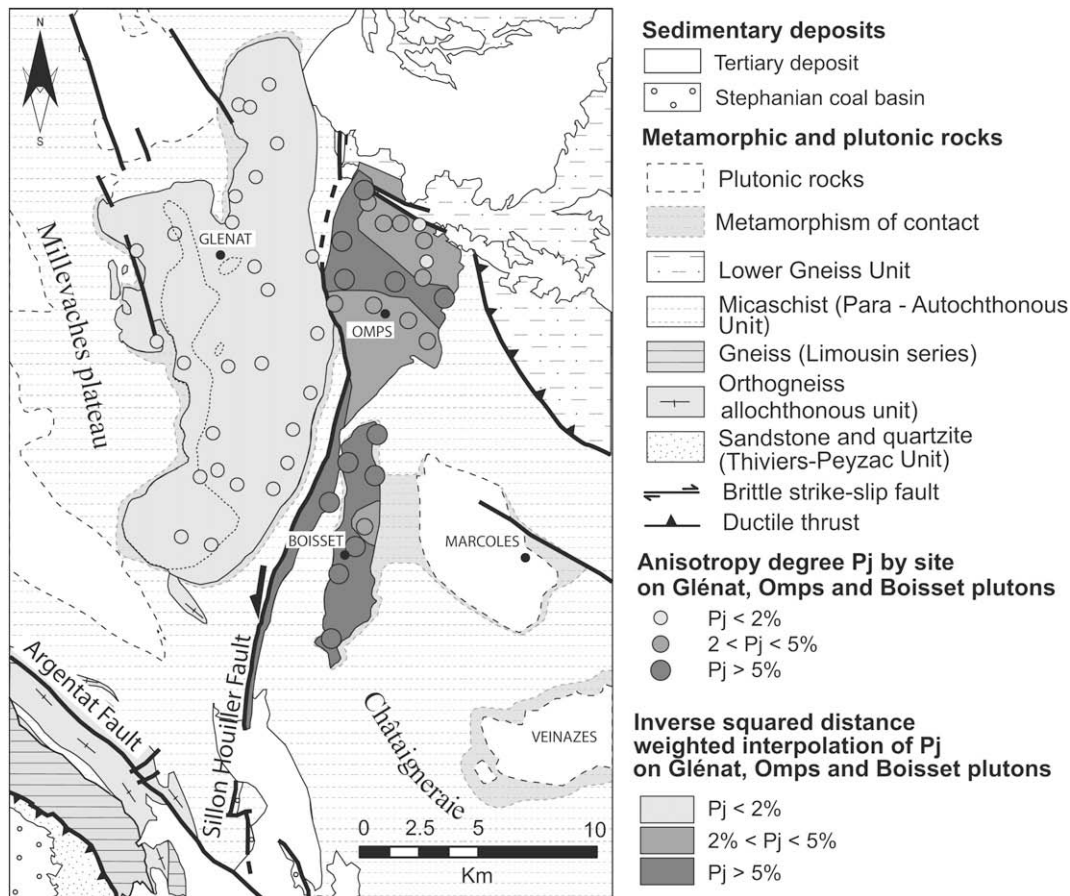 N
S
GLENAT
OMPS
BOISSET
MARCOLES
VEINAZES
Millevaches plateau
Argentat Fault
Sillon Houiller Fault
Châtaigneraie
0 2.5 5 10
Km
Sedimentary deposits
Tertiary deposit
Stephanian coal basin
Metamorphic and plutonic rocks
Plutonic rocks
Metamorphism of contact
Lower Gneiss Unit
Micaschist (Para - Autochthonous
Unit)
Gneiss (Limousin series)
Orthogneiss
allochthonous unit)
Sandstone and quartzite
(Thiviers-Peyzac Unit)
Brittle strike-slip fault
Ductile thrust
Anisotropy degree Pj by site
on Glénat, Omps and Boisset plutons
Pj < 2%
2 < Pj < 5%
Pj > 5%
Inverse squared distance
weighted interpolation of Pj
on Glénat, Omps and Boisset plutons
Pj < 2%
2% < Pj < 5%
Pj > 5%